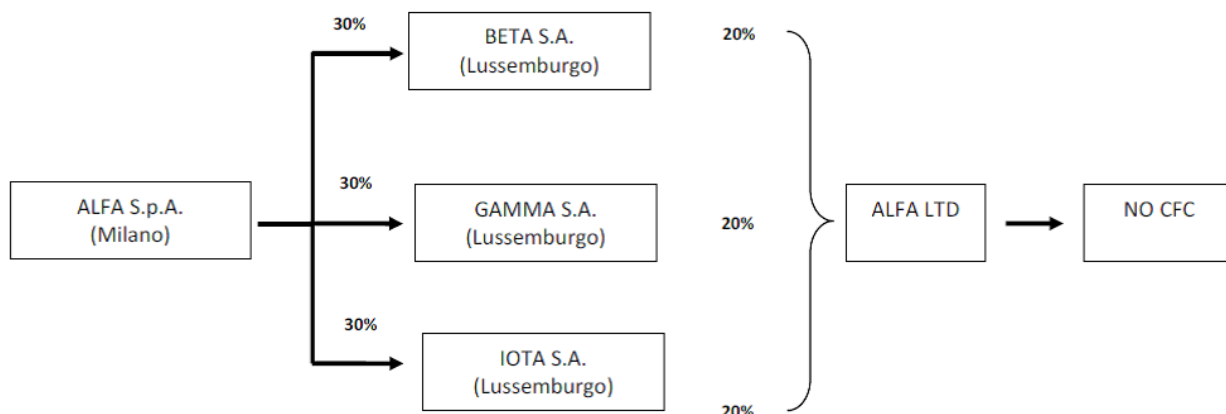 30%
BETA S.A.
(Lussemburgo)
20%
30%
ALFA S.p.A.
(Milano)
GAMMA S.A.
(Lussemburgo)
20%
ALFA LTD
NO CFC
30%
IOTA S.A.
(Lussemburgo)
20%